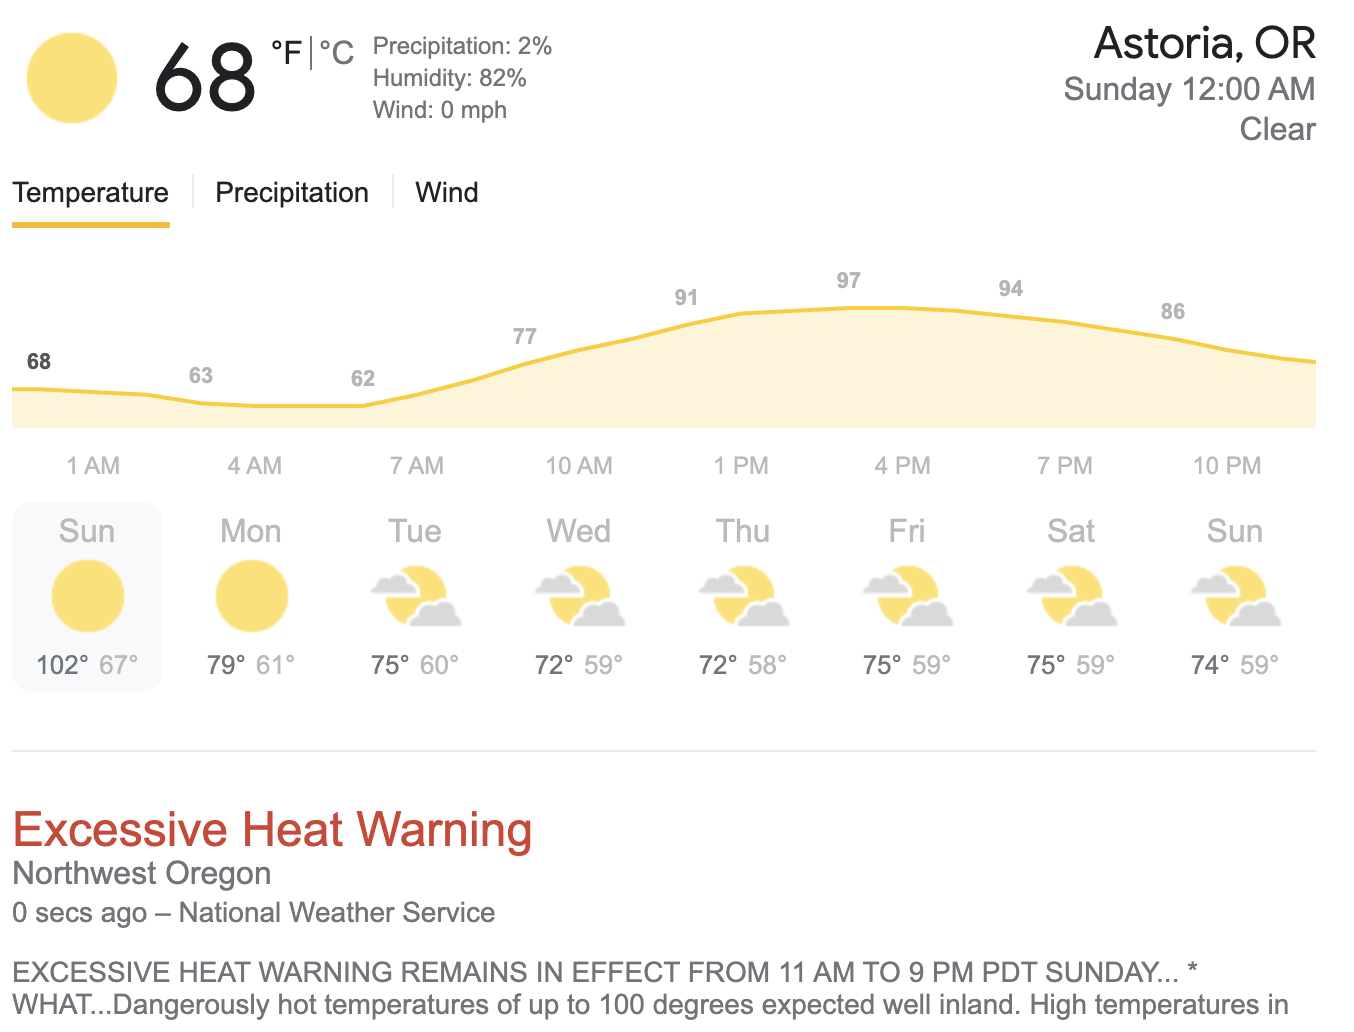 68 °F | °C
Precipitation: 2%
Humidity: 82%
Wind: 0 mph
Astoria, OR
Sunday 12:00 AM
Clear
Temperature | Precipitation | Wind
68 63 62 77 91 97 94 86
1 AM 4 AM 7 AM 10 AM 1 PM 4 PM 7 PM 10 PM
Sun Mon Tue Wed Thu Fri Sat Sun
102° 67° 79° 61° 75° 60° 72° 59° 72° 58° 75° 59° 75° 59° 74° 59°
Excessive Heat Warning
Northwest Oregon
0 secs ago – National Weather Service
EXCESSIVE HEAT WARNING REMAINS IN EFFECT FROM 11 AM TO 9 PM PDT SUNDAY... *
WHAT...Dangerously hot temperatures of up to 100 degrees expected well inland. High temperatures in